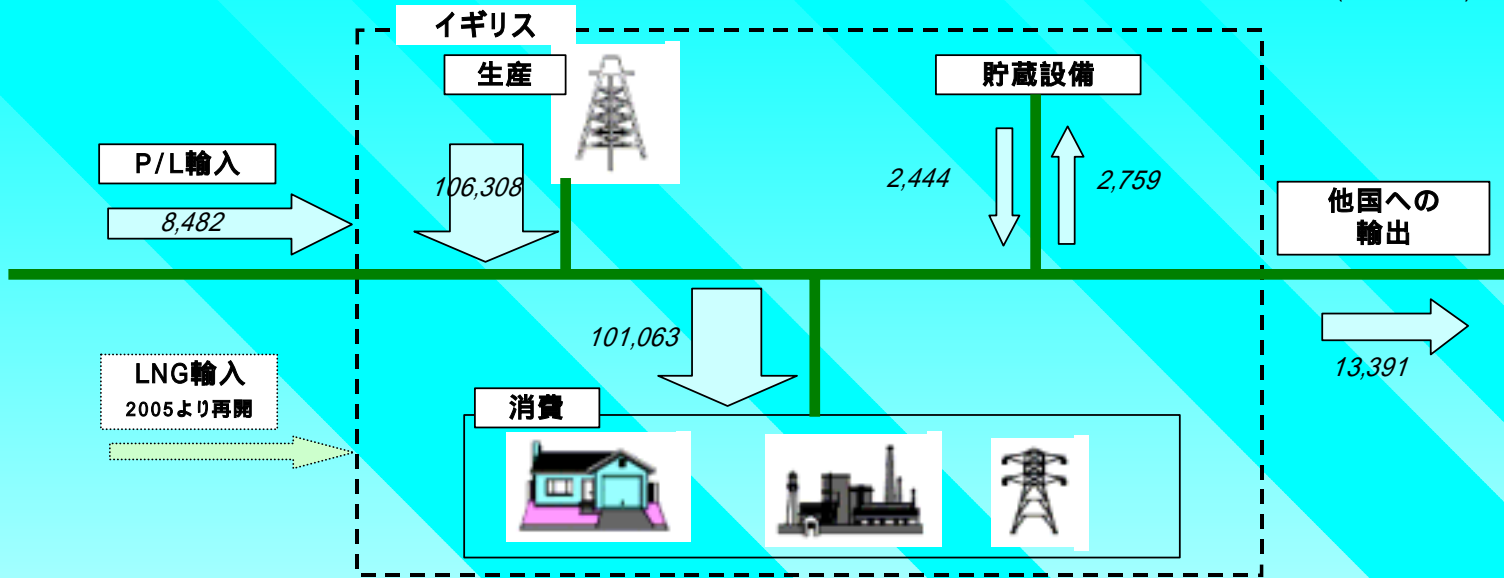 イギリス
生産
貯蔵設備
P/L輸入
8,482
106,308
2,444
2,759
他国への
輸出
101,063
13,391
LNG輸入
2005より再開
消費